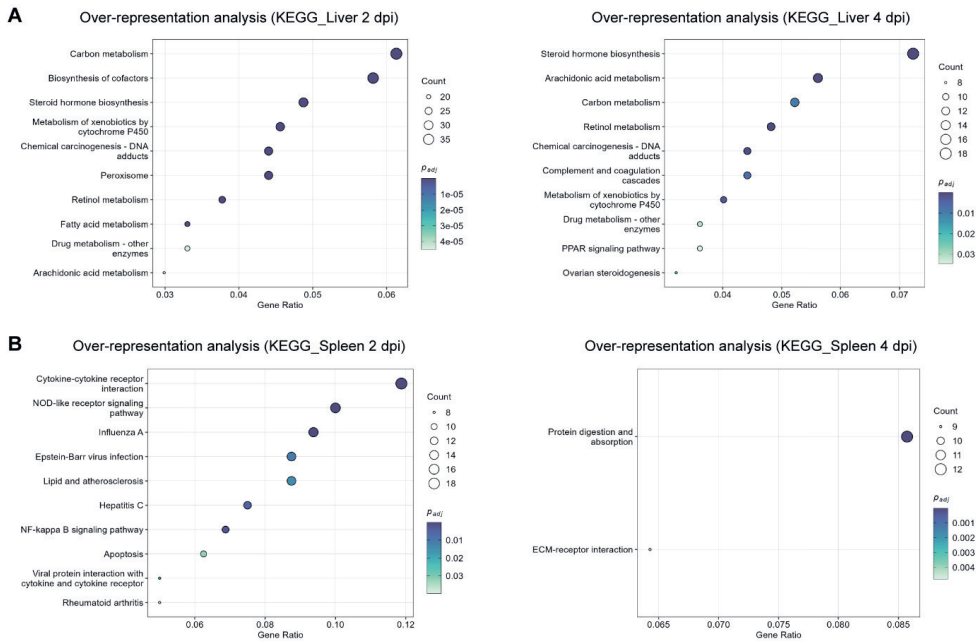 A
Over-representation analysis (KEGG_Liver 2 dpi)
Carbon metabolism
Biosynthesis of cofactors
Steroid hormone biosynthesis
Metabolism of xenobiotics by
cytochrome P450
Chemical carcinogenesis - DNA
adducts
Peroxisome
Retinol metabolism
Fatty acid metabolism
Drug metabolism - other
enzymes
Arachidonic acid metabolism
0.03 0.04 0.05 0.06
Gene Ratio
Count
20
25
30
35
Padj
1e-05
2e-05
3e-05
4e-05
Over-representation analysis (KEGG_Liver 4 dpi)
Steroid hormone biosynthesis
Arachidonic acid metabolism
Carbon metabolism
Retinol metabolism
Chemical carcinogenesis - DNA
adducts
Complement and coagulation
cascades
Metabolism of xenobiotics by
cytochrome P450
Drug metabolism - other
enzymes
PPAR signaling pathway
Ovarian steroidogenesis
0.04 0.05 0.06 0.07
Gene Ratio
Count
8
10
12
14
16
18
Padj
0.01
0.02
0.03
B
Over-representation analysis (KEGG_Spleen 2 dpi)
Cytokine-cytokine receptor
interaction
NOD-like receptor signaling
pathway
Influenza A
Epstein-Barr virus infection
Lipid and atherosclerosis
Hepatitis C
NF-kappa B signaling pathway
Apoptosis
Viral protein interaction with
cytokine and cytokine receptor
Rheumatoid arthritis
0.06 0.08 0.10 0.12
Gene Ratio
Count
8
10
12
14
16
18
Padj
0.01
0.02
0.03
Over-representation analysis (KEGG_Spleen 4 dpi)
Protein digestion and
absorption
ECM-receptor interaction
0.065 0.070 0.075 0.080 0.085
Gene Ratio
Count
9
10
11
12
Padj
0.001
0.002
0.003
0.004